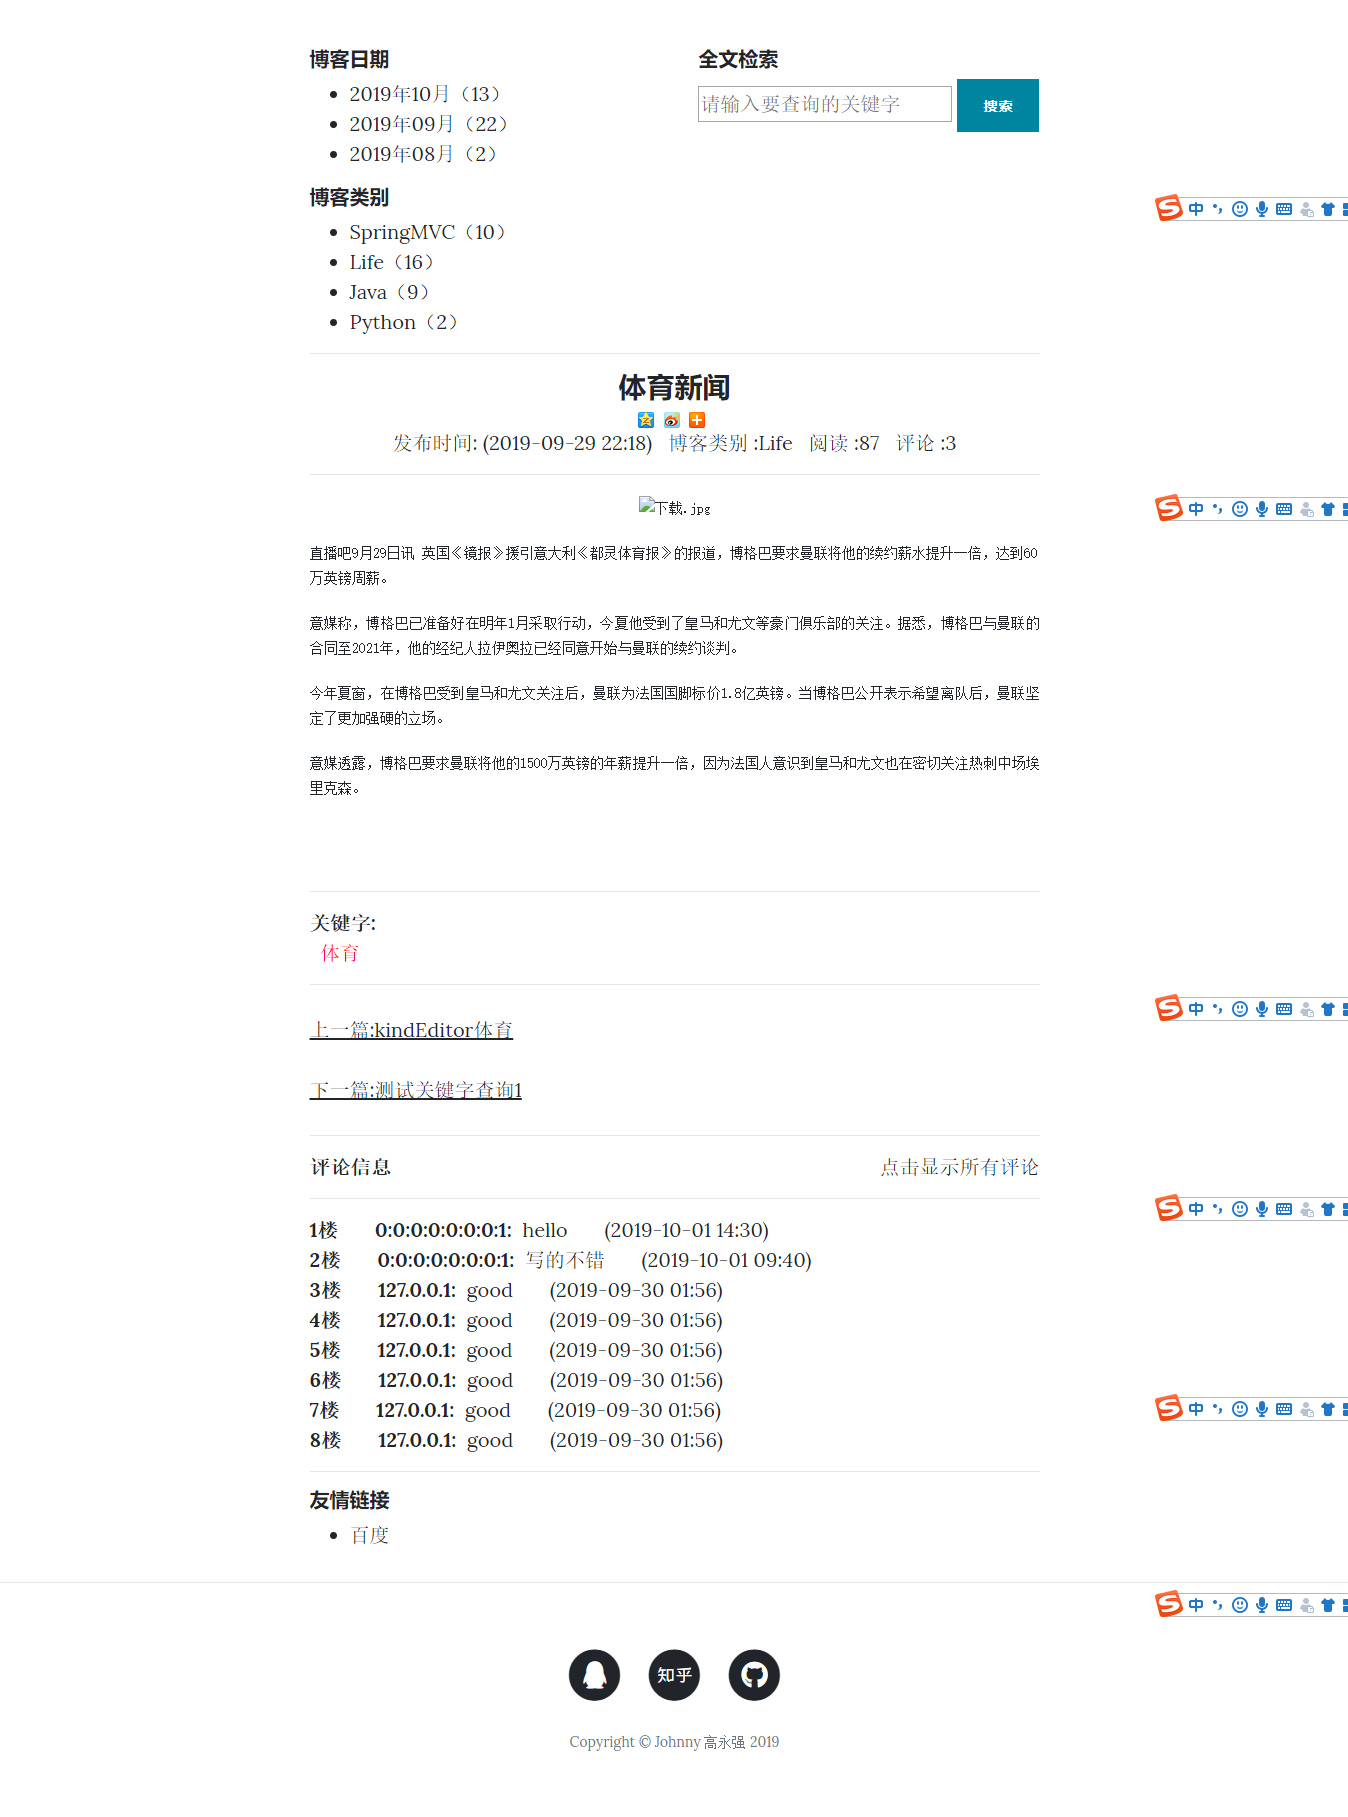 博客日期
2019年10月（13）
2019年09月（22）
2019年08月（2）
全文检索
请输入要查询的关键字
搜索
博客类别
SpringMVC（10）
Life（16）
Java（9）
Python（2）
中
体育新闻
发布时间: (2019-09-29 22:18) 博客类别 :Life 阅读 :87 评论 :3
中
下载.jpg
直播吧9月29日讯 英国《镜报》援引意大利《都灵体育报》的报道，博格巴要求曼联将他的续约薪水提升一倍，达到60
万英镑周薪。
意媒称，博格巴已准备好在明年1月采取行动，今夏他受到了皇马和尤文等豪门俱乐部的关注。据悉，博格巴与曼联的
合同至2021年，他的经纪人拉伊奥拉已经同意开始与曼联的续约谈判。
今年夏窗，在博格巴受到皇马和尤文关注后，曼联为法国国脚标价1.8亿英镑。当博格巴公开表示希望离队后，曼联坚
定了更加强硬的立场。
意媒透露，博格巴要求曼联将他的1500万英镑的年薪提升一倍，因为法国人意识到皇马和尤文也在密切关注热刺中场埃
里克森。
关键字:
体育
中
上一篇:kindEditor体育
下一篇:测试关键字查询1
评论信息 点击显示所有评论
中
1楼 0:0:0:0:0:0:0:1: hello (2019-10-01 14:30)
2楼 0:0:0:0:0:0:0:1: 写的不错 (2019-10-01 09:40)
3楼 127.0.0.1: good (2019-09-30 01:56)
4楼 127.0.0.1: good (2019-09-30 01:56)
5楼 127.0.0.1: good (2019-09-30 01:56)
6楼 127.0.0.1: good (2019-09-30 01:56)
7楼 127.0.0.1: good (2019-09-30 01:56)
中
8楼 127.0.0.1: good (2019-09-30 01:56)
友情链接
百度
中
知乎
Copyright © Johnny 高永强 2019